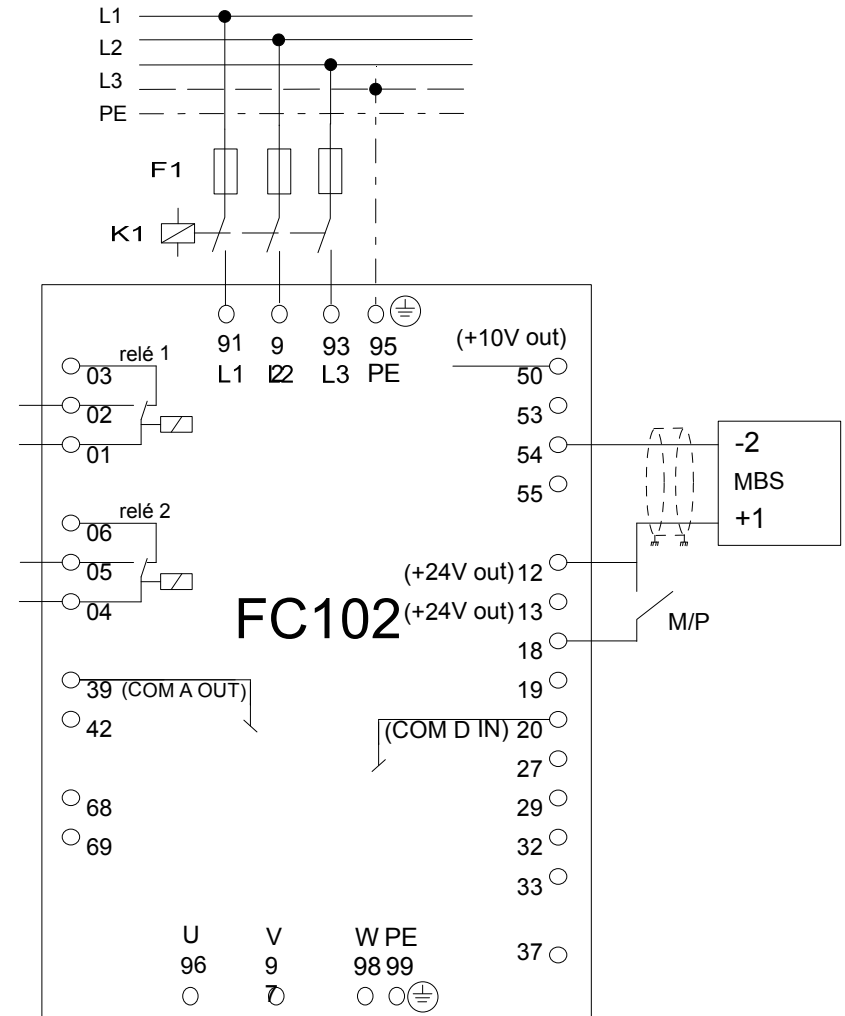 L1
L2
L3
PE
F1
K1
91 92 93 95
L1 L2 L3 PE
(+10V out)
50
53
54
55
relé 1
03
02
01
relé 2
06
05
04
-2
MBS
+1
(+24V out) 12
FC102
(+24V out) 13
M/P
18
19
39 (COM A OUT)
42
(COM D IN) 20
27
29
32
33
37
68
69
U V W PE
96 97 98 99